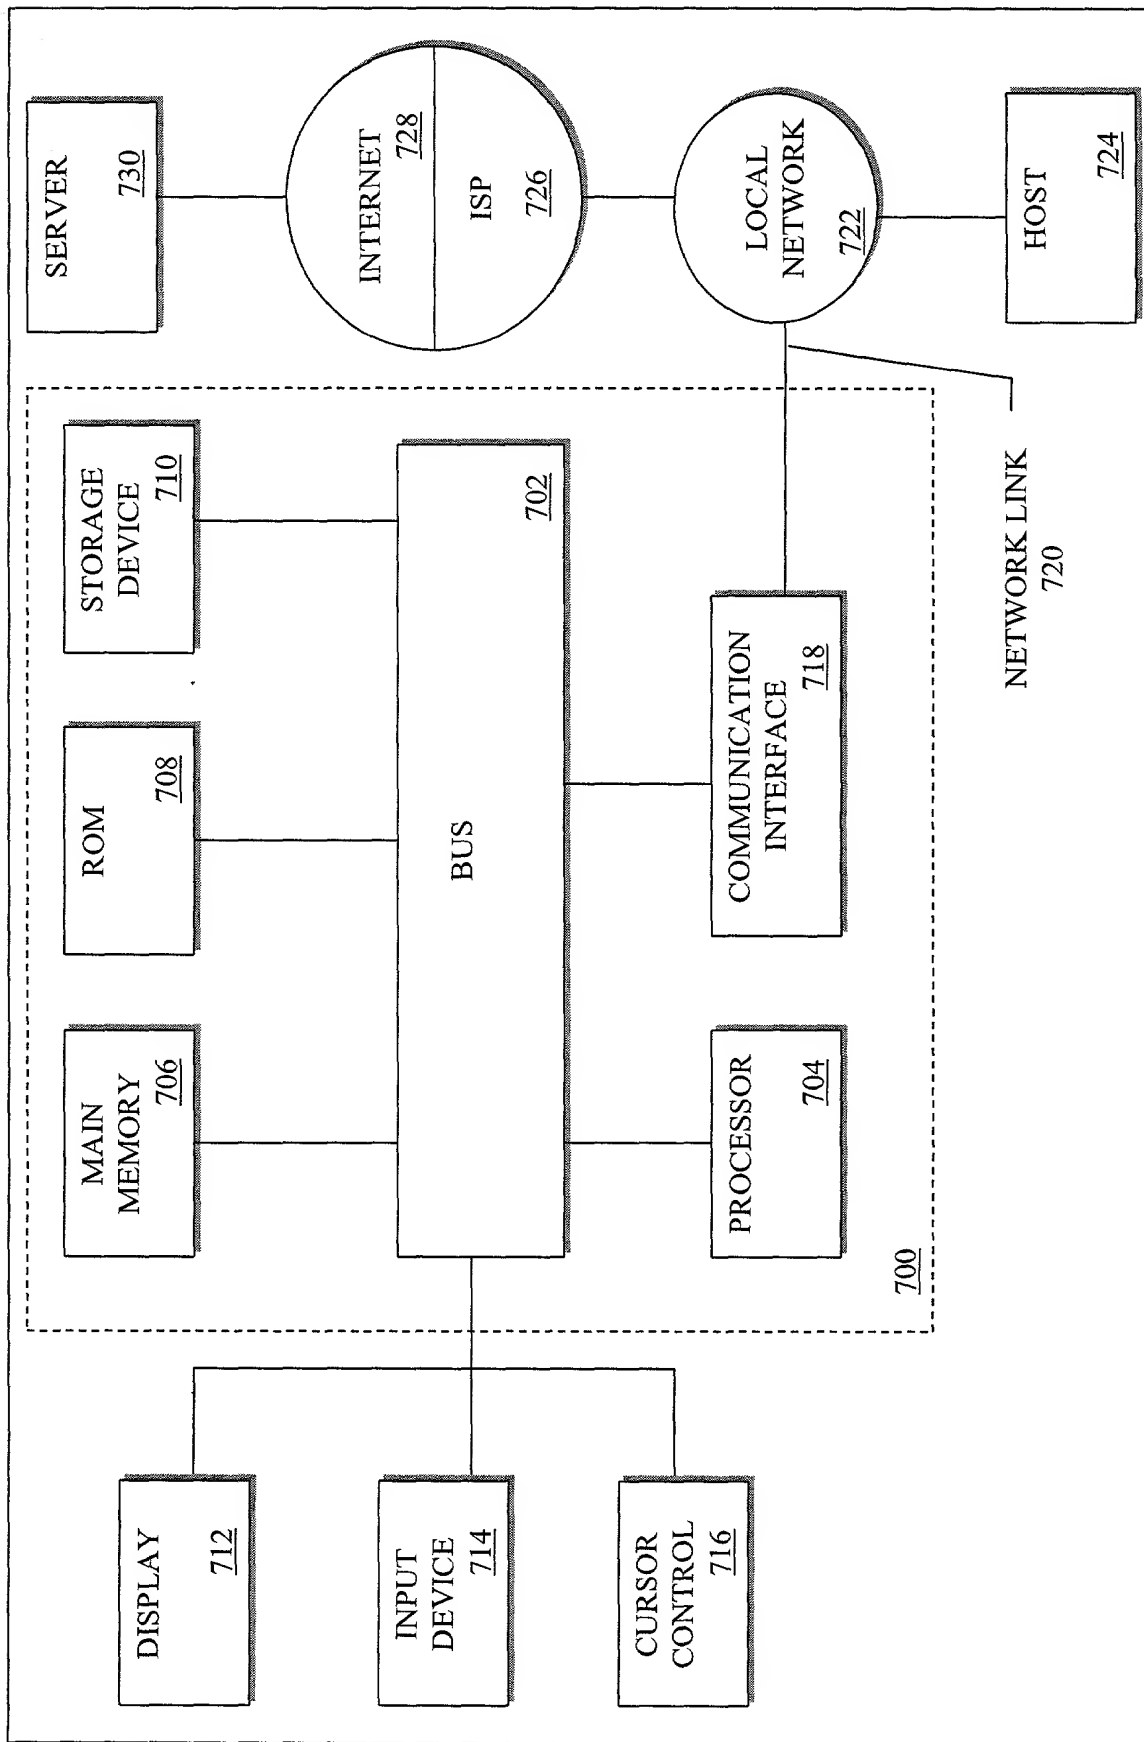 DISPLAY
712
INPUT
DEVICE
714
CURSOR
CONTROL
716
MAIN
MEMORY
706
ROM
708
STORAGE
DEVICE
710
BUS
702
PROCESSOR
704
COMMUNICATION
INTERFACE
718
700
SERVER
730
INTERNET
728
ISP
726
LOCAL
NETWORK
722
NETWORK LINK
720
HOST
724